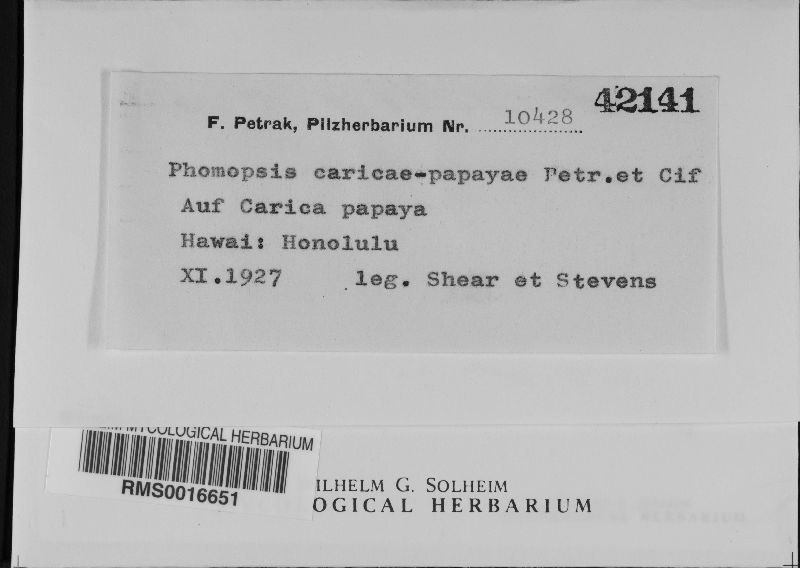 42141
F. Petrak, Pilzherbarium Nr. 10428
Phomopsis caricae-papayae Petr.et Cif
Auf Carica papaya
Hawai: Honolulu
XI.1927 leg. Shear et Stevens
MYCOLOGICAL HERBARIUM
RMS0016651
ILHELM G. SOLHEIM
OGICAL HERBARIUM